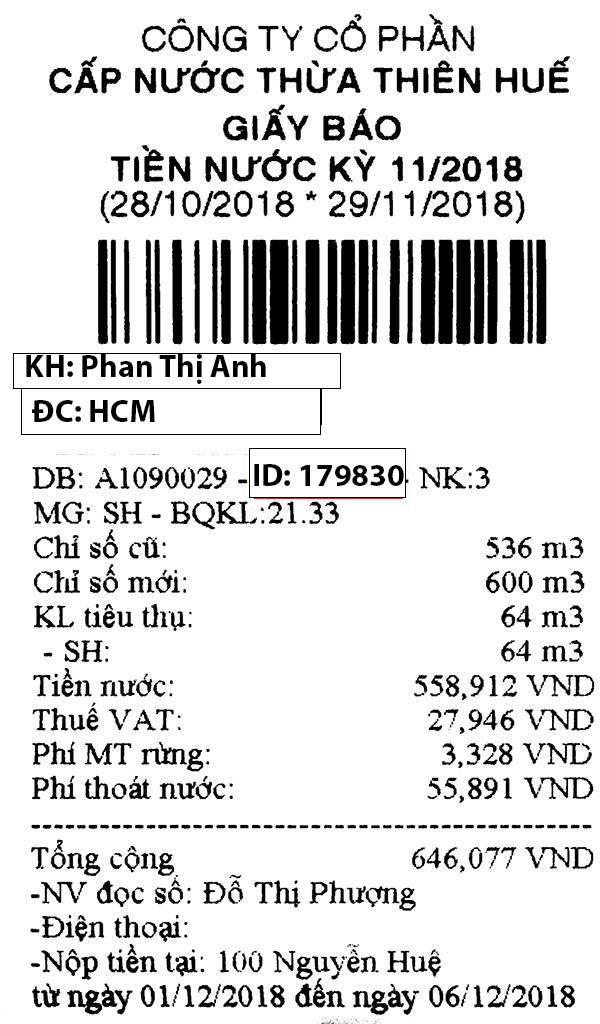 CÔNG TY CỔ PHẦN
CẤP NƯỚC THỪA THIÊN HUẾ
GIẤY BÁO
TIỀN NƯỚC KỲ 11/2018
(28/10/2018 * 29/11/2018)
KH: Phan Thị Anh
ĐC: HCM
DB: A1090029 - ID: 179830 - NK:3
MG: SH - BQKL:21.33
Chỉ số cũ: 536 m3
Chỉ số mới: 600 m3
KL tiêu thụ: 64 m3
- SH: 64 m3
Tiền nước: 558,912 VND
Thuế VAT: 27,946 VND
Phí MT rừng: 3,328 VND
Phí thoát nước: 55,891 VND
Tổng cộng 646,077 VND
-NV đọc số: Đỗ Thị Phượng
-Điện thoại:
-Nộp tiền tại: 100 Nguyễn Huệ
từ ngày 01/12/2018 đến ngày 06/12/2018